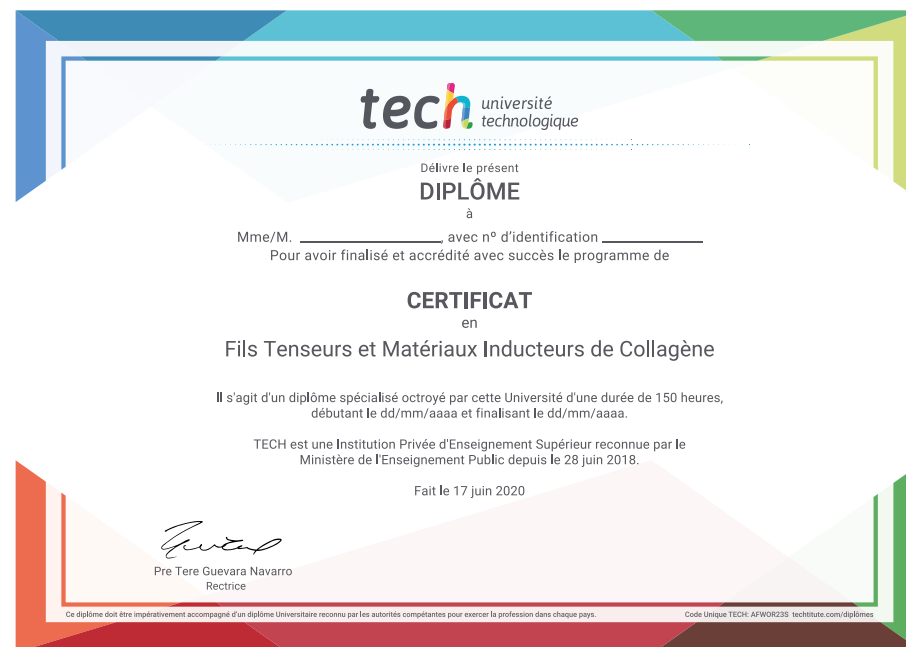 tech université
technologique
Délivre le présent
DIPLÔME
à
Mme/M. ____________________, avec nº d'identification ______________
Pour avoir finalisé et accrédité avec succès le programme de
CERTIFICAT
en
Fils Tenseurs et Matériaux Inducteurs de Collagène
Il s'agit d'un diplôme spécialisé octroyé par cette Université d'une durée de 150 heures,
débutant le dd/mm/aaaa et finalisant le dd/mm/aaaa.
TECH est une Institution Privée d'Enseignement Supérieur reconnue par le
Ministère de l'Enseignement Public depuis le 28 juin 2018.
Fait le 17 juin 2020
Pre Tere Guevara Navarro
Rectrice
Ce diplôme doit être impérativement accompagné d'un diplôme Universitaire reconnu par les autorités compétantes pour exercer la profession dans chaque pays.
Code Unique TECH: AFWOR23S techtitute.com/diplômes